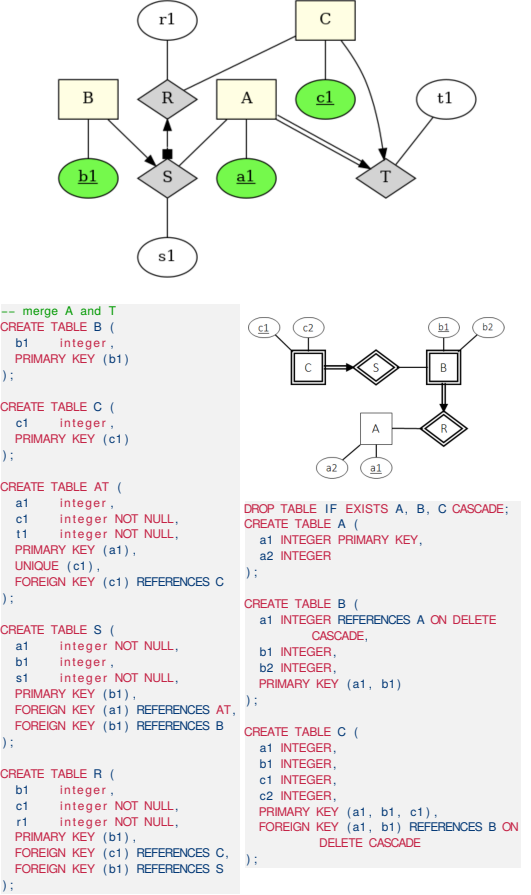 r1
C
B
R
A
c1
t1
b1
S
a1
T
s1
-- merge A and T
CREATE TABLE B (
b1 integer,
PRIMARY KEY (b1)
);
CREATE TABLE C (
c1 integer,
PRIMARY KEY (c1)
);
CREATE TABLE AT (
a1 integer,
c1 integer NOT NULL,
t1 integer NOT NULL,
PRIMARY KEY (a1),
UNIQUE (c1),
FOREIGN KEY (c1) REFERENCES C
);
CREATE TABLE S (
a1 integer NOT NULL,
b1 integer,
s1 integer NOT NULL,
PRIMARY KEY (b1),
FOREIGN KEY (a1) REFERENCES AT,
FOREIGN KEY (b1) REFERENCES B
);
CREATE TABLE R (
b1 integer,
c1 integer NOT NULL,
r1 integer NOT NULL,
PRIMARY KEY (b1),
FOREIGN KEY (c1) REFERENCES C,
FOREIGN KEY (b1) REFERENCES S
);
c1
c2
b1
b2
C
S
B
A
R
a2
a1
DROP TABLE IF EXISTS A, B, C CASCADE;
CREATE TABLE A (
a1 INTEGER PRIMARY KEY,
a2 INTEGER
);
CREATE TABLE B (
a1 INTEGER REFERENCES A ON DELETE
CASCADE,
b1 INTEGER,
b2 INTEGER,
PRIMARY KEY (a1, b1)
);
CREATE TABLE C (
a1 INTEGER,
b1 INTEGER,
c1 INTEGER,
c2 INTEGER,
PRIMARY KEY (a1, b1, c1),
FOREIGN KEY (a1, b1) REFERENCES B ON
DELETE CASCADE
);